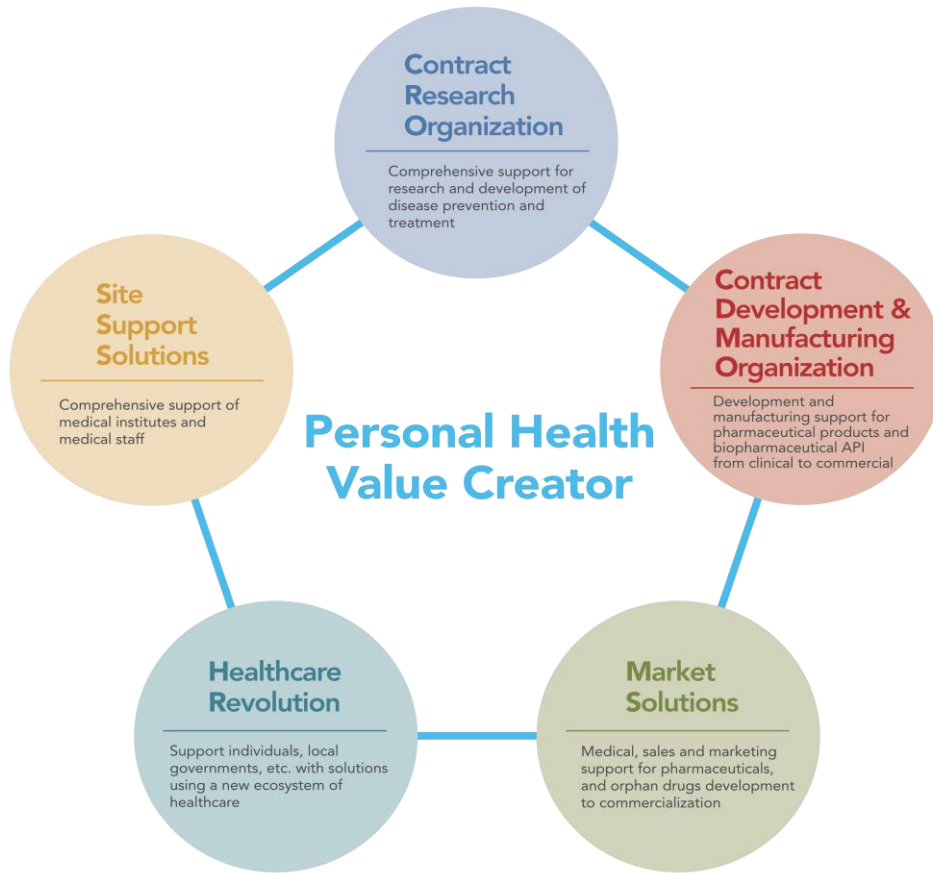 Contract
Research
Organization
Comprehensive support for
research and development of
disease prevention and
treatment
Contract
Development &
Manufacturing
Organization
Development and
manufacturing support for
pharmaceutical products and
biopharmaceutical API
from clinical to commercial
Site
Support
Solutions
Comprehensive support of
medical institutes and
medical staff
Personal Health
Value Creator
Healthcare
Revolution
Support individuals, local
governments, etc. with solutions
using a new ecosystem of
healthcare
Market
Solutions
Medical, sales and marketing
support for pharmaceuticals,
and orphan drugs development
to commercialization